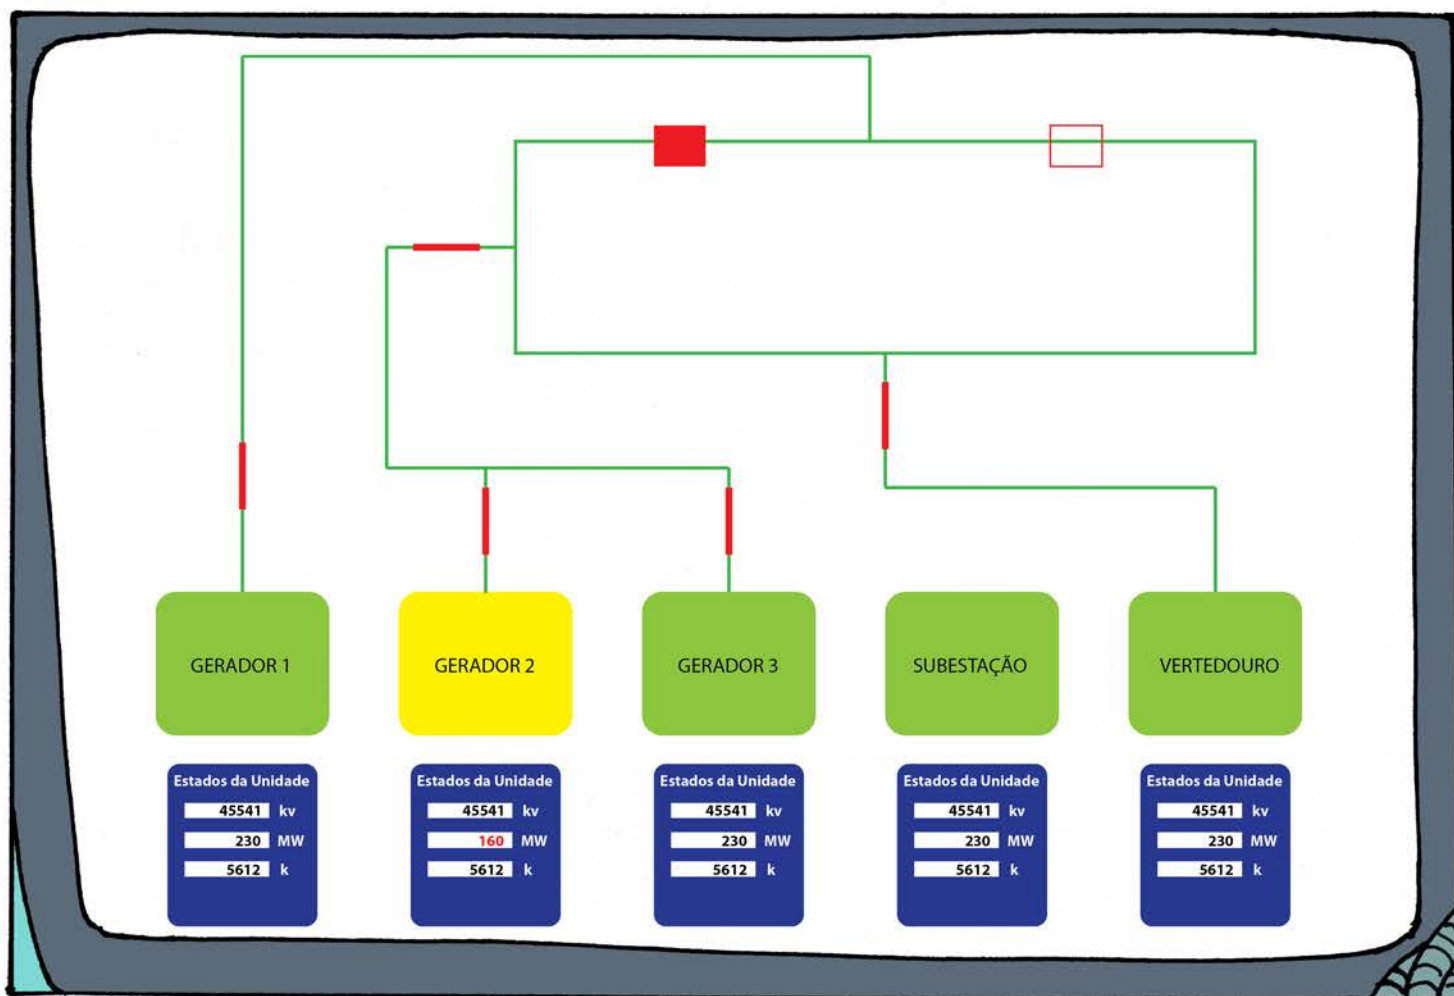 GERADOR 1
GERADOR 2
GERADOR 3
SUBESTAÇÃO
VERTEDOURO
Estados da Unidade
45541 kv
230 MW
5612 k
Estados da Unidade
45541 kv
160 MW
5612 k
Estados da Unidade
45541 kv
230 MW
5612 k
Estados da Unidade
45541 kv
230 MW
5612 k
Estados da Unidade
45541 kv
230 MW
5612 k